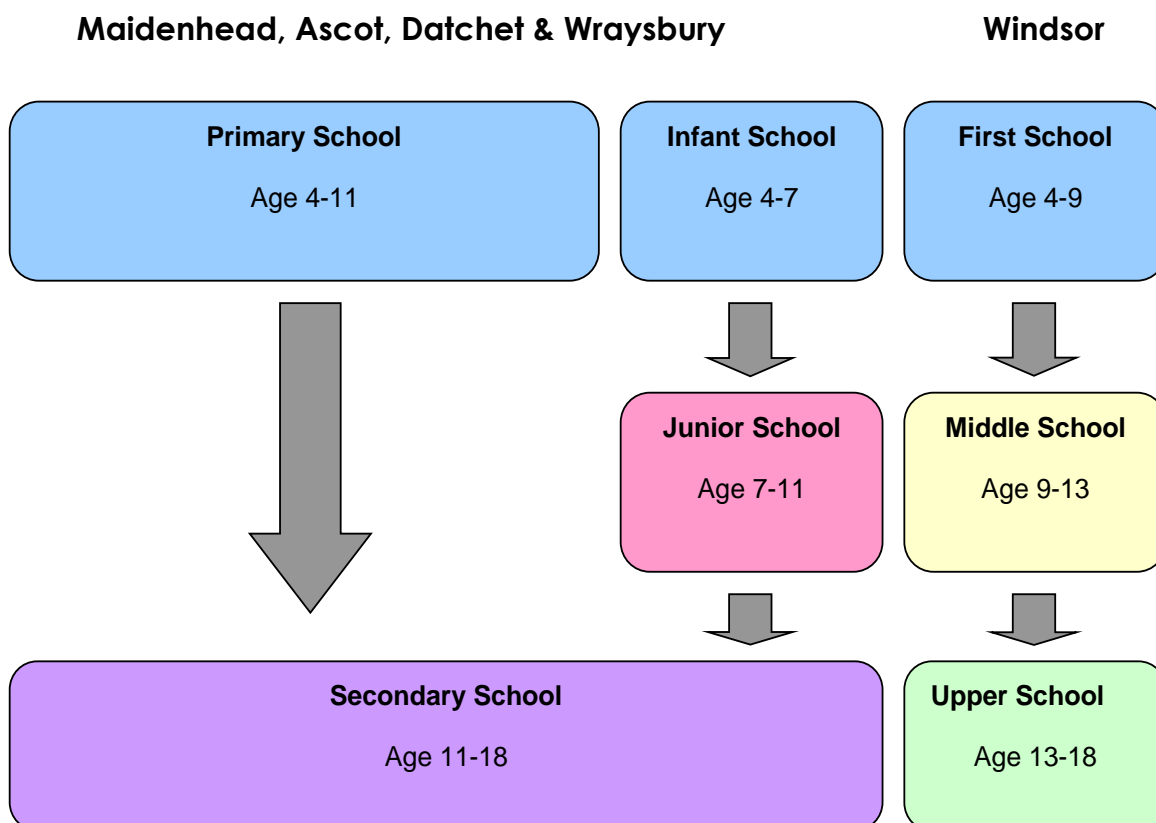 Maidenhead, Ascot, Datchet & Wraysbury
Windsor
Primary School
Age 4-11
Infant School
Age 4-7
First School
Age 4-9
Junior School
Age 7-11
Middle School
Age 9-13
Secondary School
Age 11-18
Upper School
Age 13-18